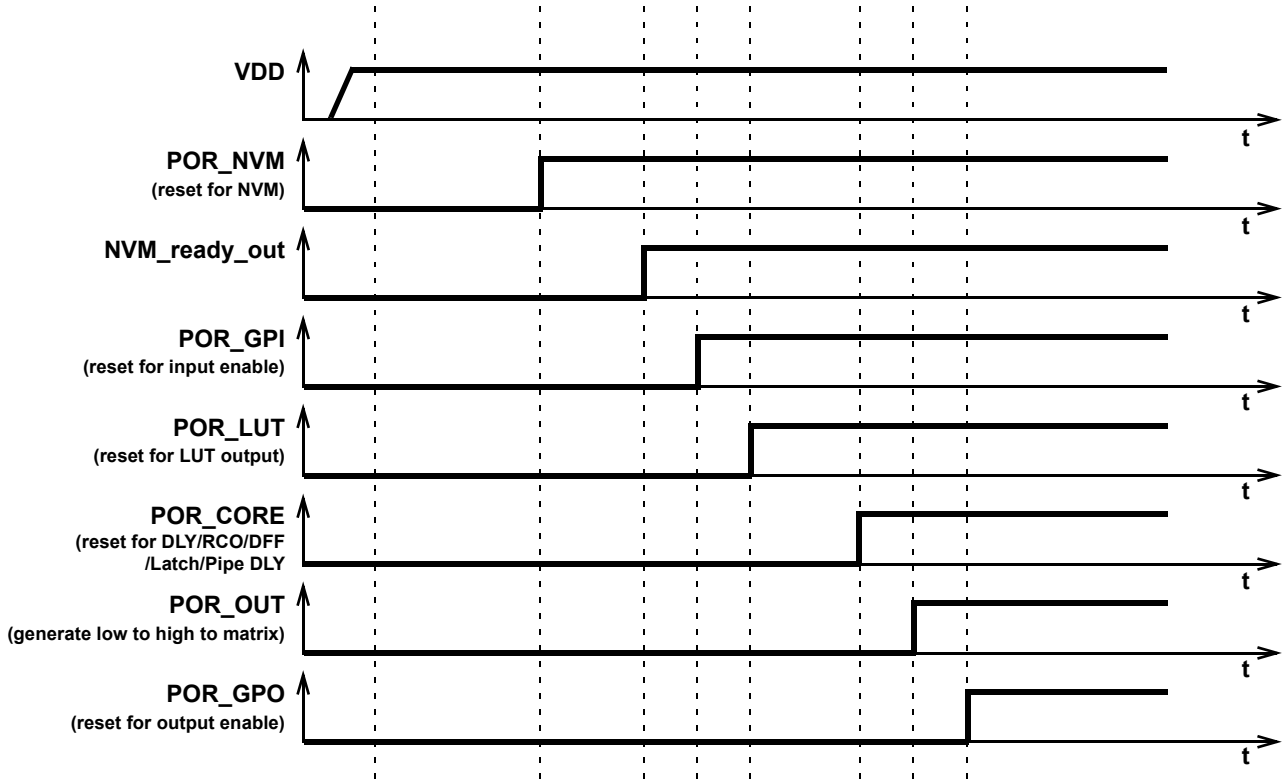 VDD
t
POR_NVM
(reset for NVM)
t
NVM_ready_out
t
POR_GPI
(reset for input enable)
t
POR_LUT
(reset for LUT output)
t
POR_CORE
(reset for DLY/RCO/DFF
/Latch/Pipe DLY
t
POR_OUT
(generate low to high to matrix)
t
POR_GPO
(reset for output enable)
t